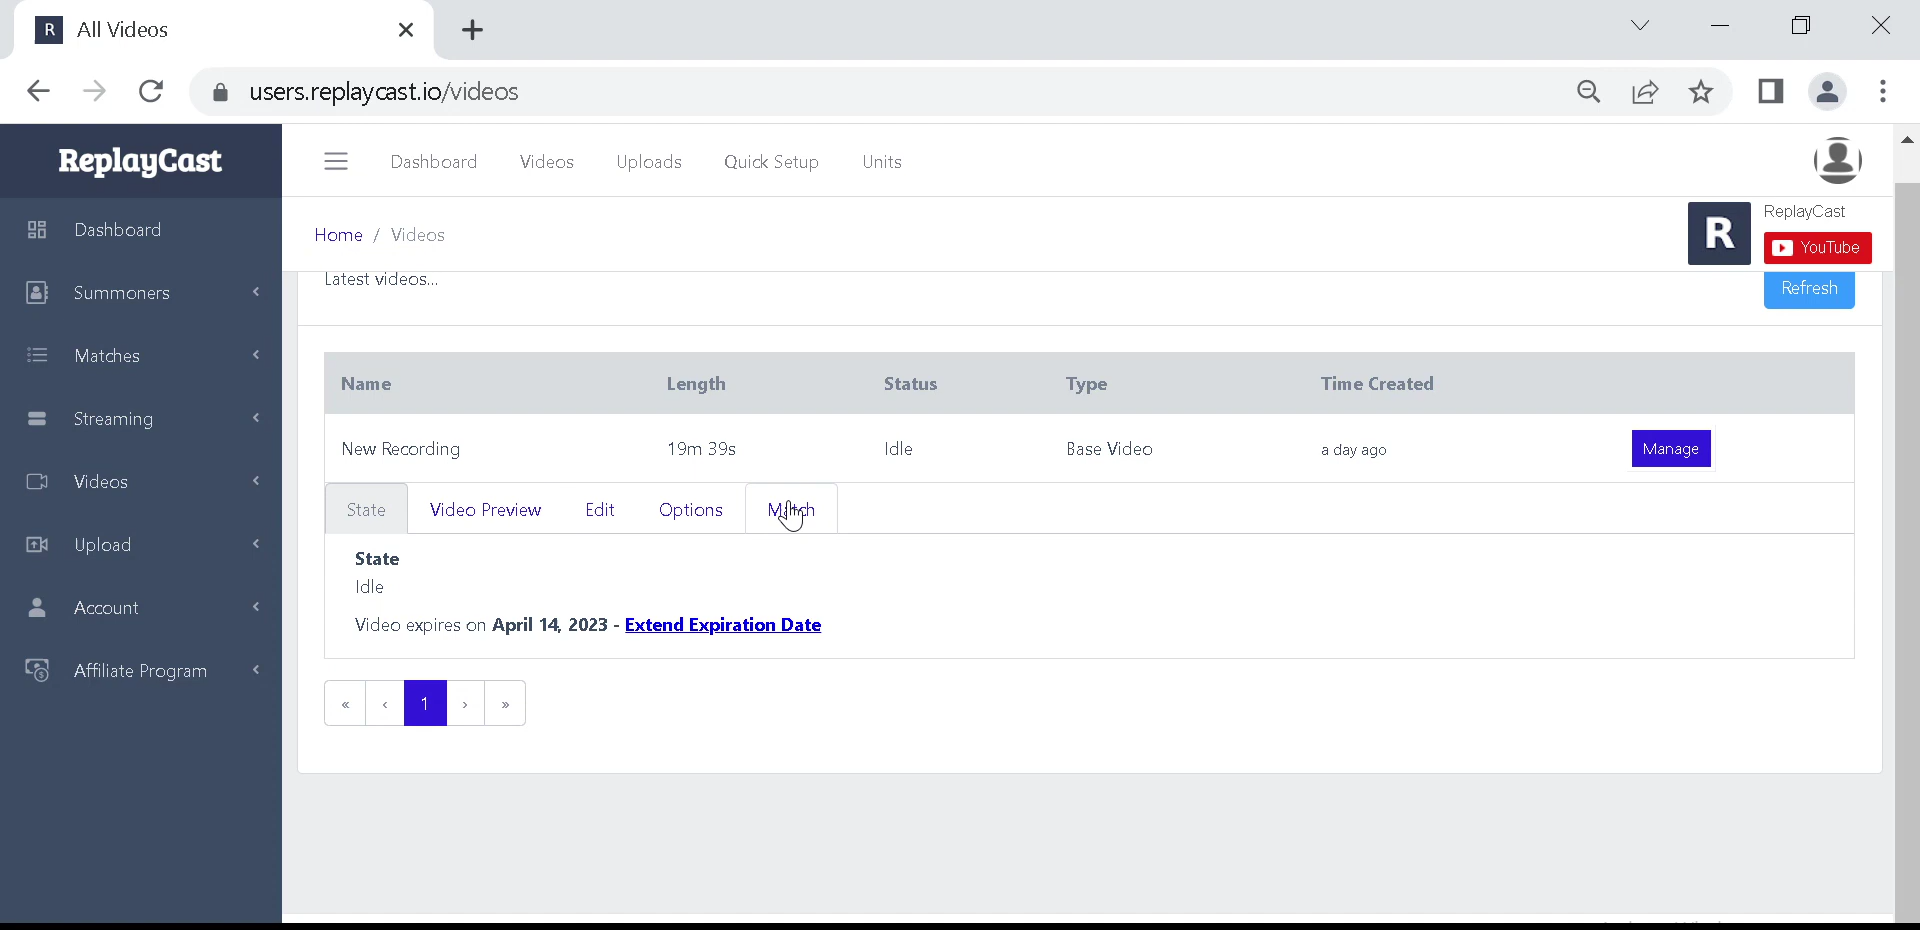 R All Videos
users.replaycast.io/videos
ReplayCast
Dashboard Videos Uploads Quick Setup Units
Home / Videos
R ReplayCast
YouTube
Dashboard
Summoners
Matches
Streaming
Videos
Upload
Account
Affiliate Program
Latest videos...
Refresh
Name Length Status Type Time Created
New Recording 19m 39s Idle Base Video a day ago Manage
State Video Preview Edit Options Match
State
Idle
Video expires on April 14, 2023 - Extend Expiration Date
« ‹ 1 › »